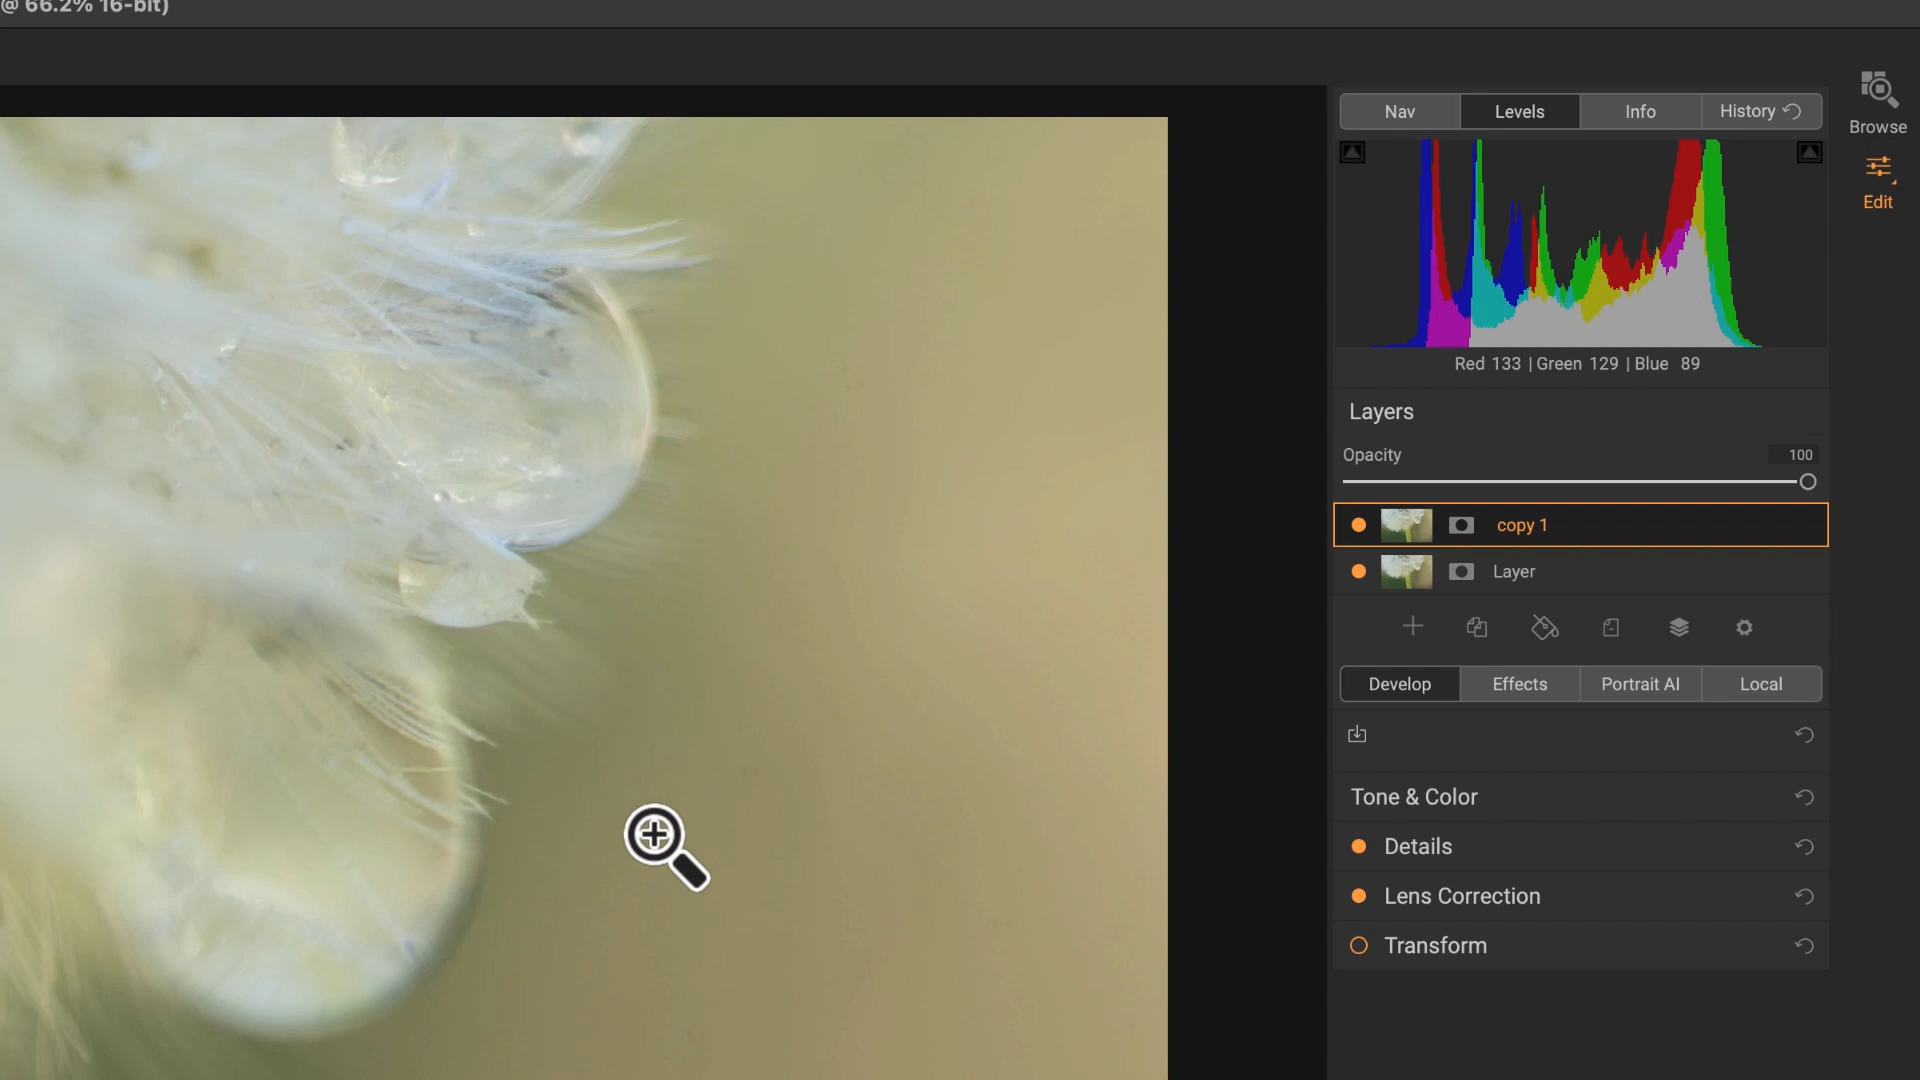 @ 66.2% 16-bit)
Nav Levels Info History
Browse
Edit
Red 133 | Green 129 | Blue 89
Layers
Opacity 100
copy 1
Layer
Develop Effects Portrait AI Local
Tone & Color
Details
Lens Correction
Transform